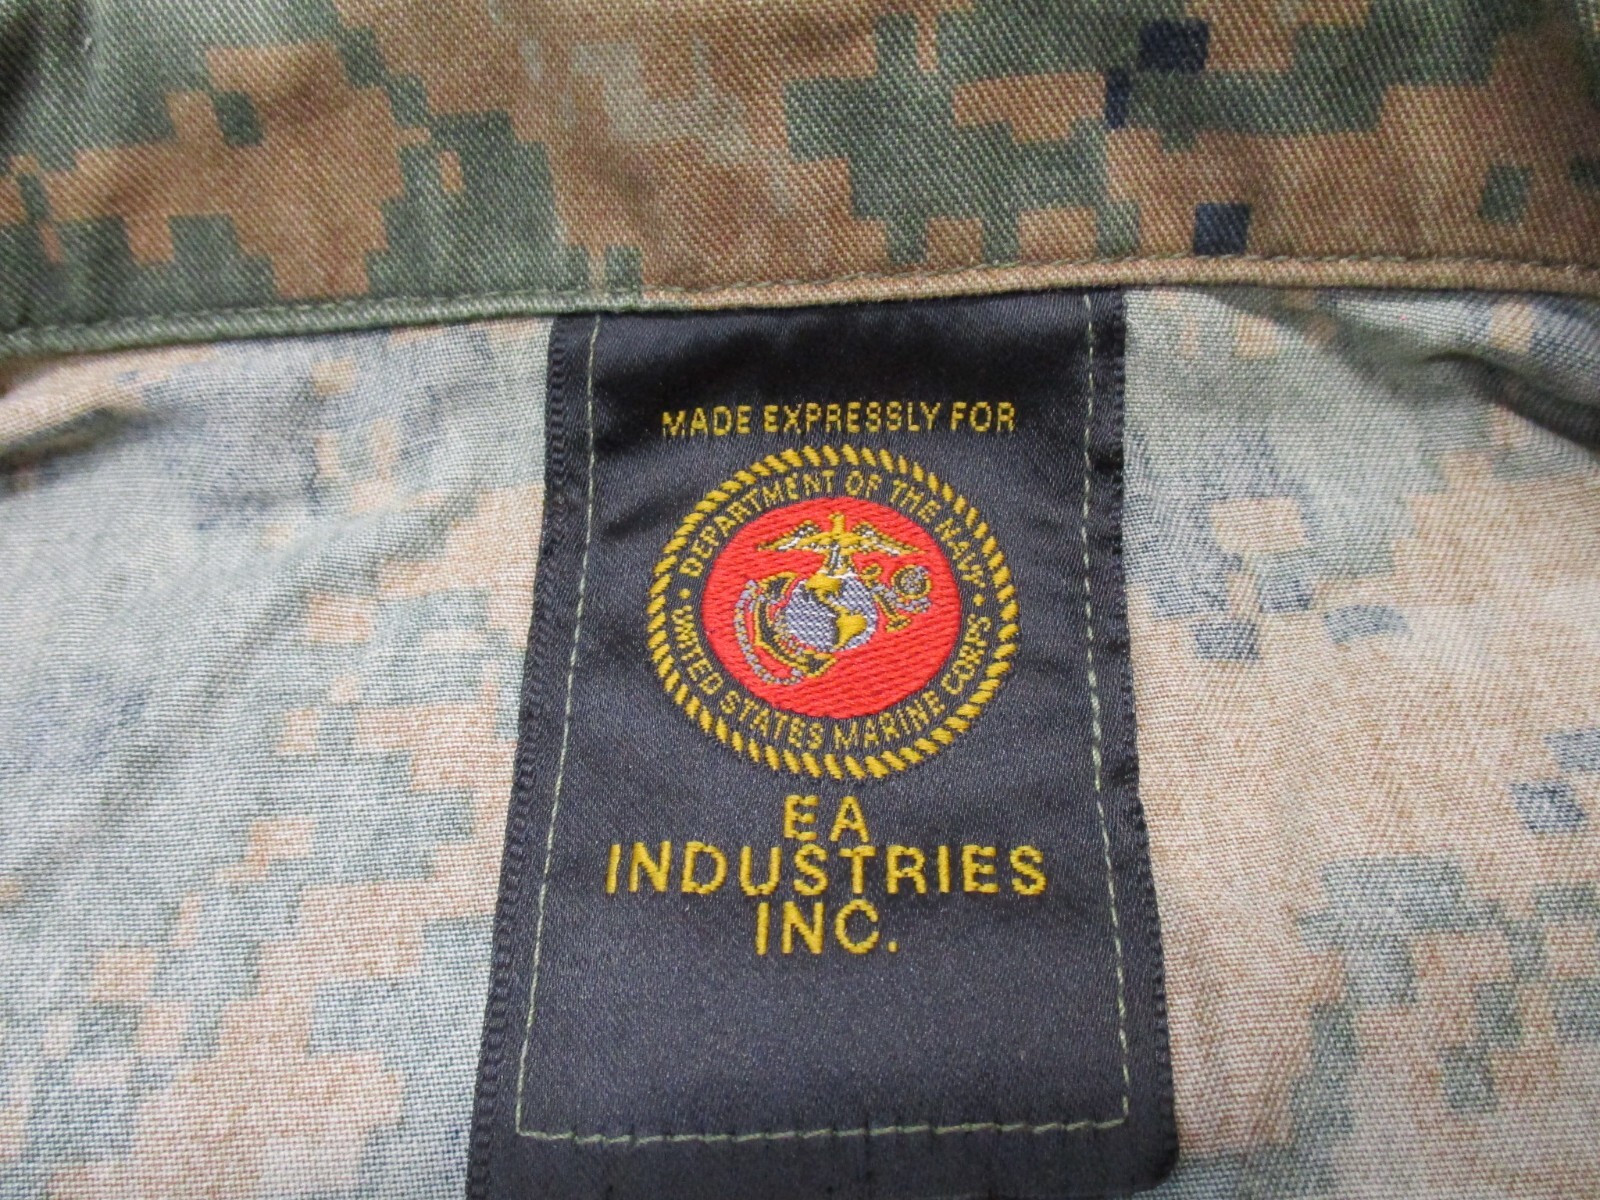 MADE EXPRESSLY FOR
DEPARTMENT OF THE NAVY
• UNITED STATES MARINE CORPS •
EA
INDUSTRIES
INC.